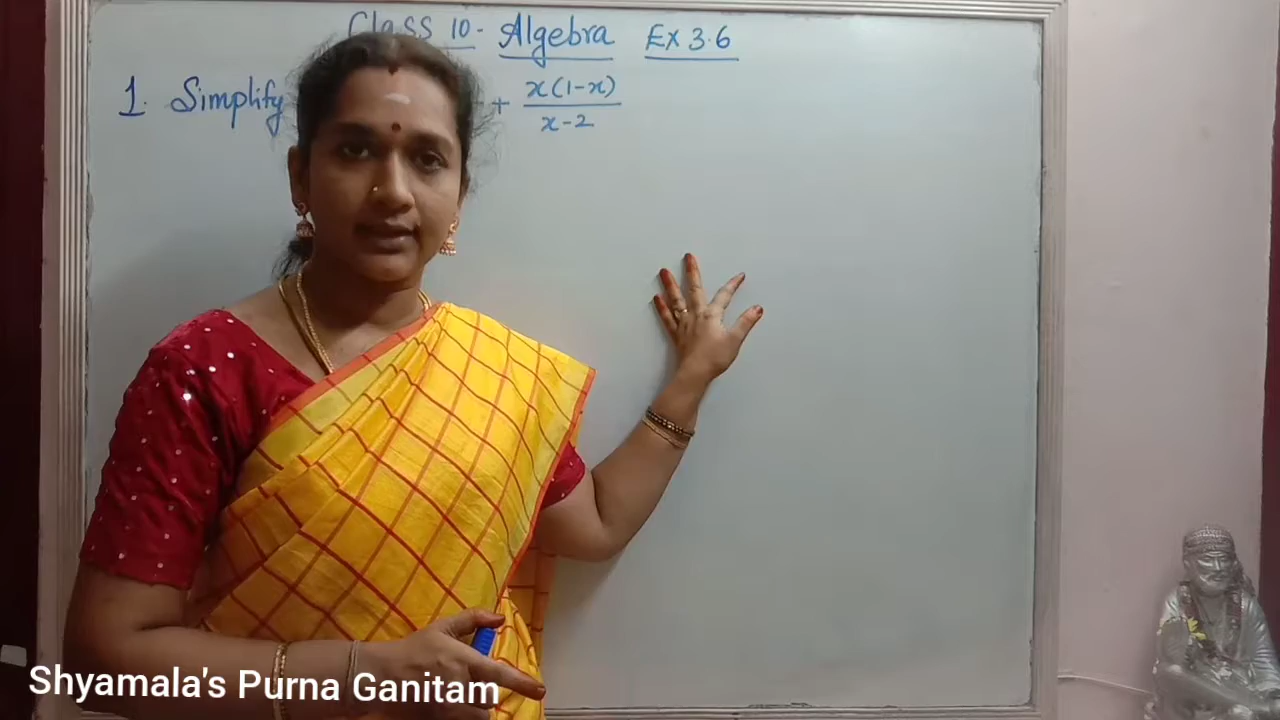 Class 10 - Algebra Ex 3.6
1. Simplify + x(1-x)/x-2
Shyamala's Purna Ganitam